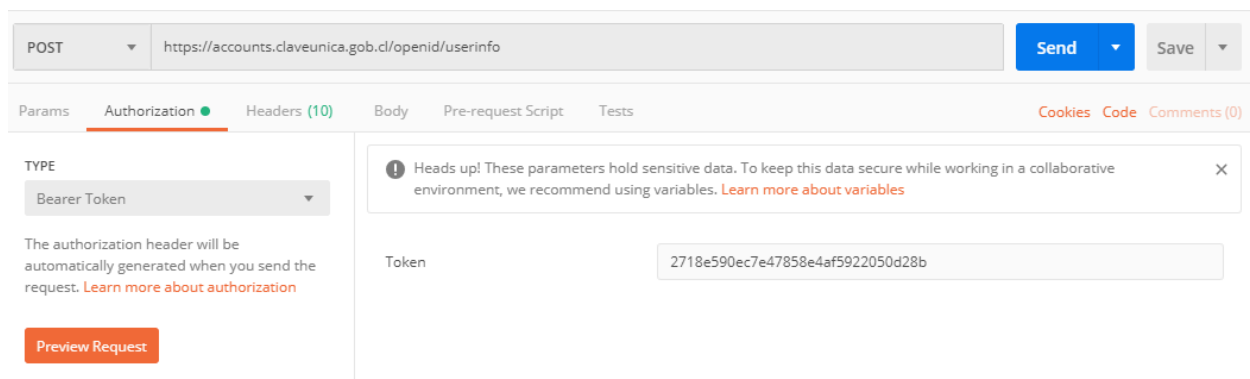 POST
https://accounts.claveunica.gob.cl/openid/userinfo
Send
Save
Params
Authorization
Headers (10)
Body
Pre-request Script
Tests
Cookies
Code
Comments (0)
TYPE
Bearer Token
The authorization header will be
automatically generated when you send the
request. Learn more about authorization
Preview Request
Heads up! These parameters hold sensitive data. To keep this data secure while working in a collaborative
environment, we recommend using variables. Learn more about variables
Token
2718e590ec7e47858e4af5922050d28b